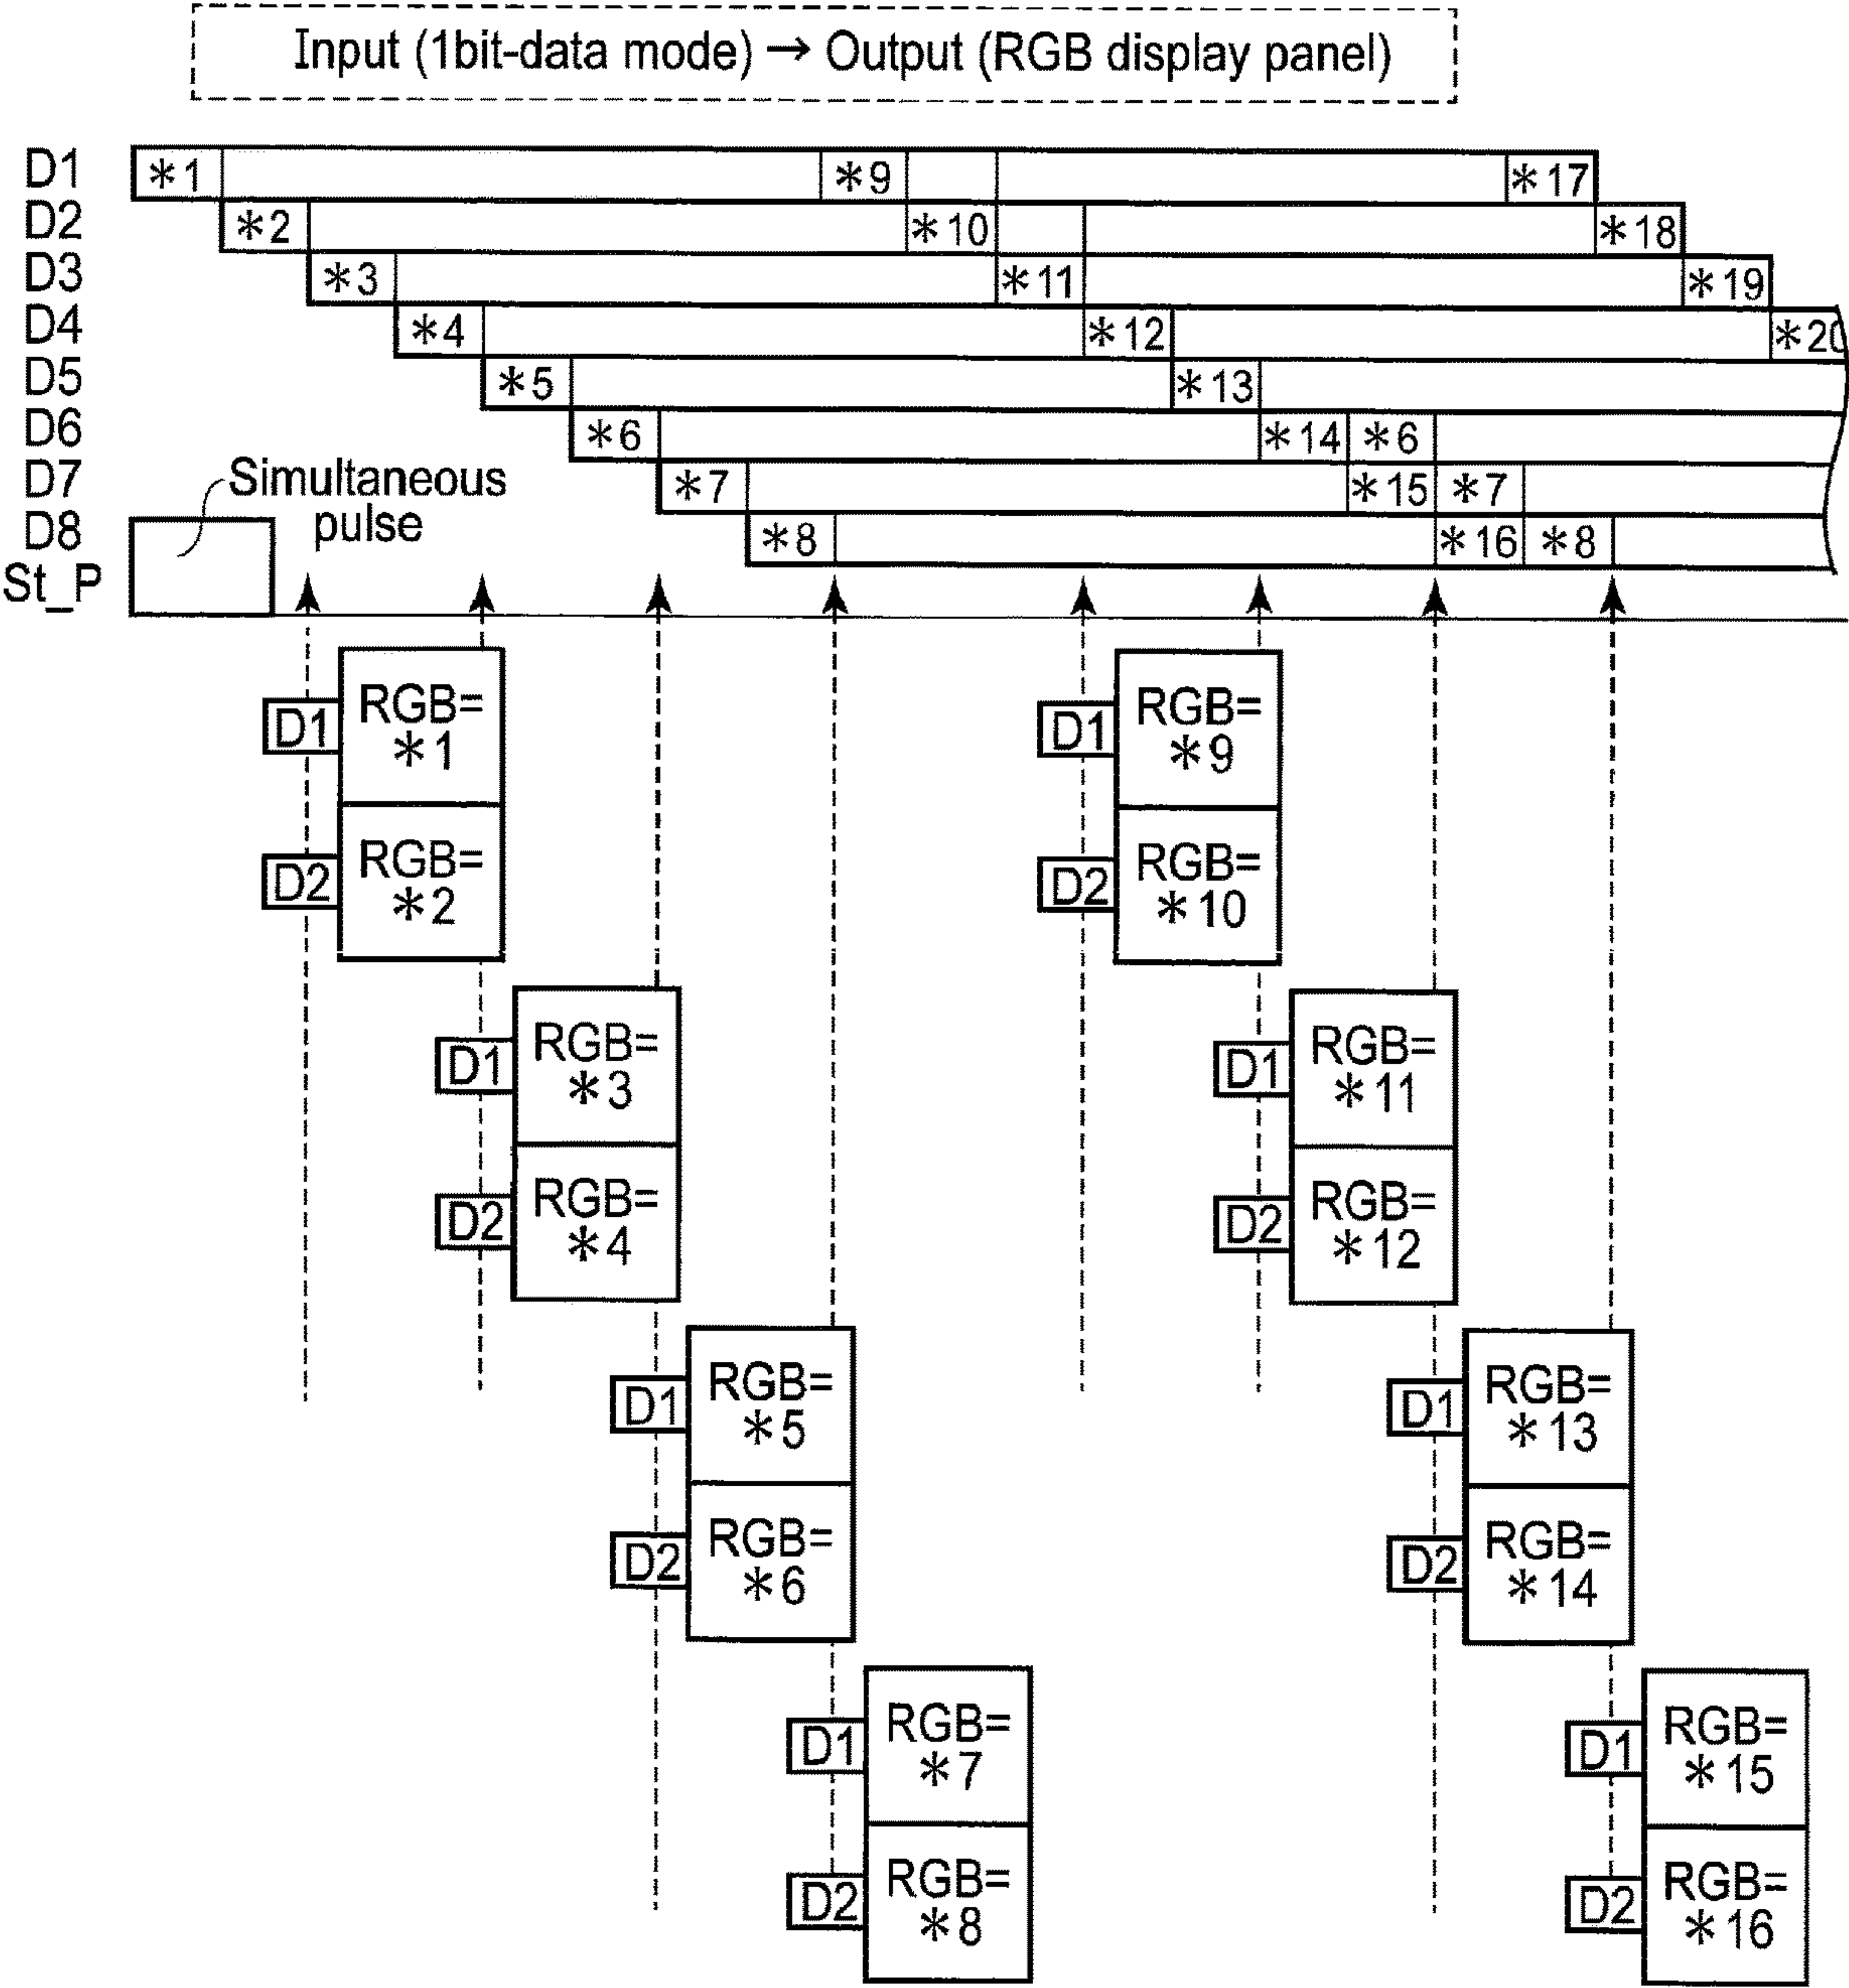 Input (1bit-data mode) → Output (RGB display panel)
D1 *1 *9 *17
D2 *2 *10 *18
D3 *3 *11 *19
D4 *4 *12 *20
D5 *5 *13
D6 *6 *14 *6
D7 *7 *15 *7
D8 *8 *16 *8
Simultaneous
pulse
St_P
D1 RGB=
*1
D2 RGB=
*2
D1 RGB=
*9
D2 RGB=
*10
D1 RGB=
*3
D2 RGB=
*4
D1 RGB=
*11
D2 RGB=
*12
D1 RGB=
*5
D2 RGB=
*6
D1 RGB=
*13
D2 RGB=
*14
D1 RGB=
*7
D2 RGB=
*8
D1 RGB=
*15
D2 RGB=
*16